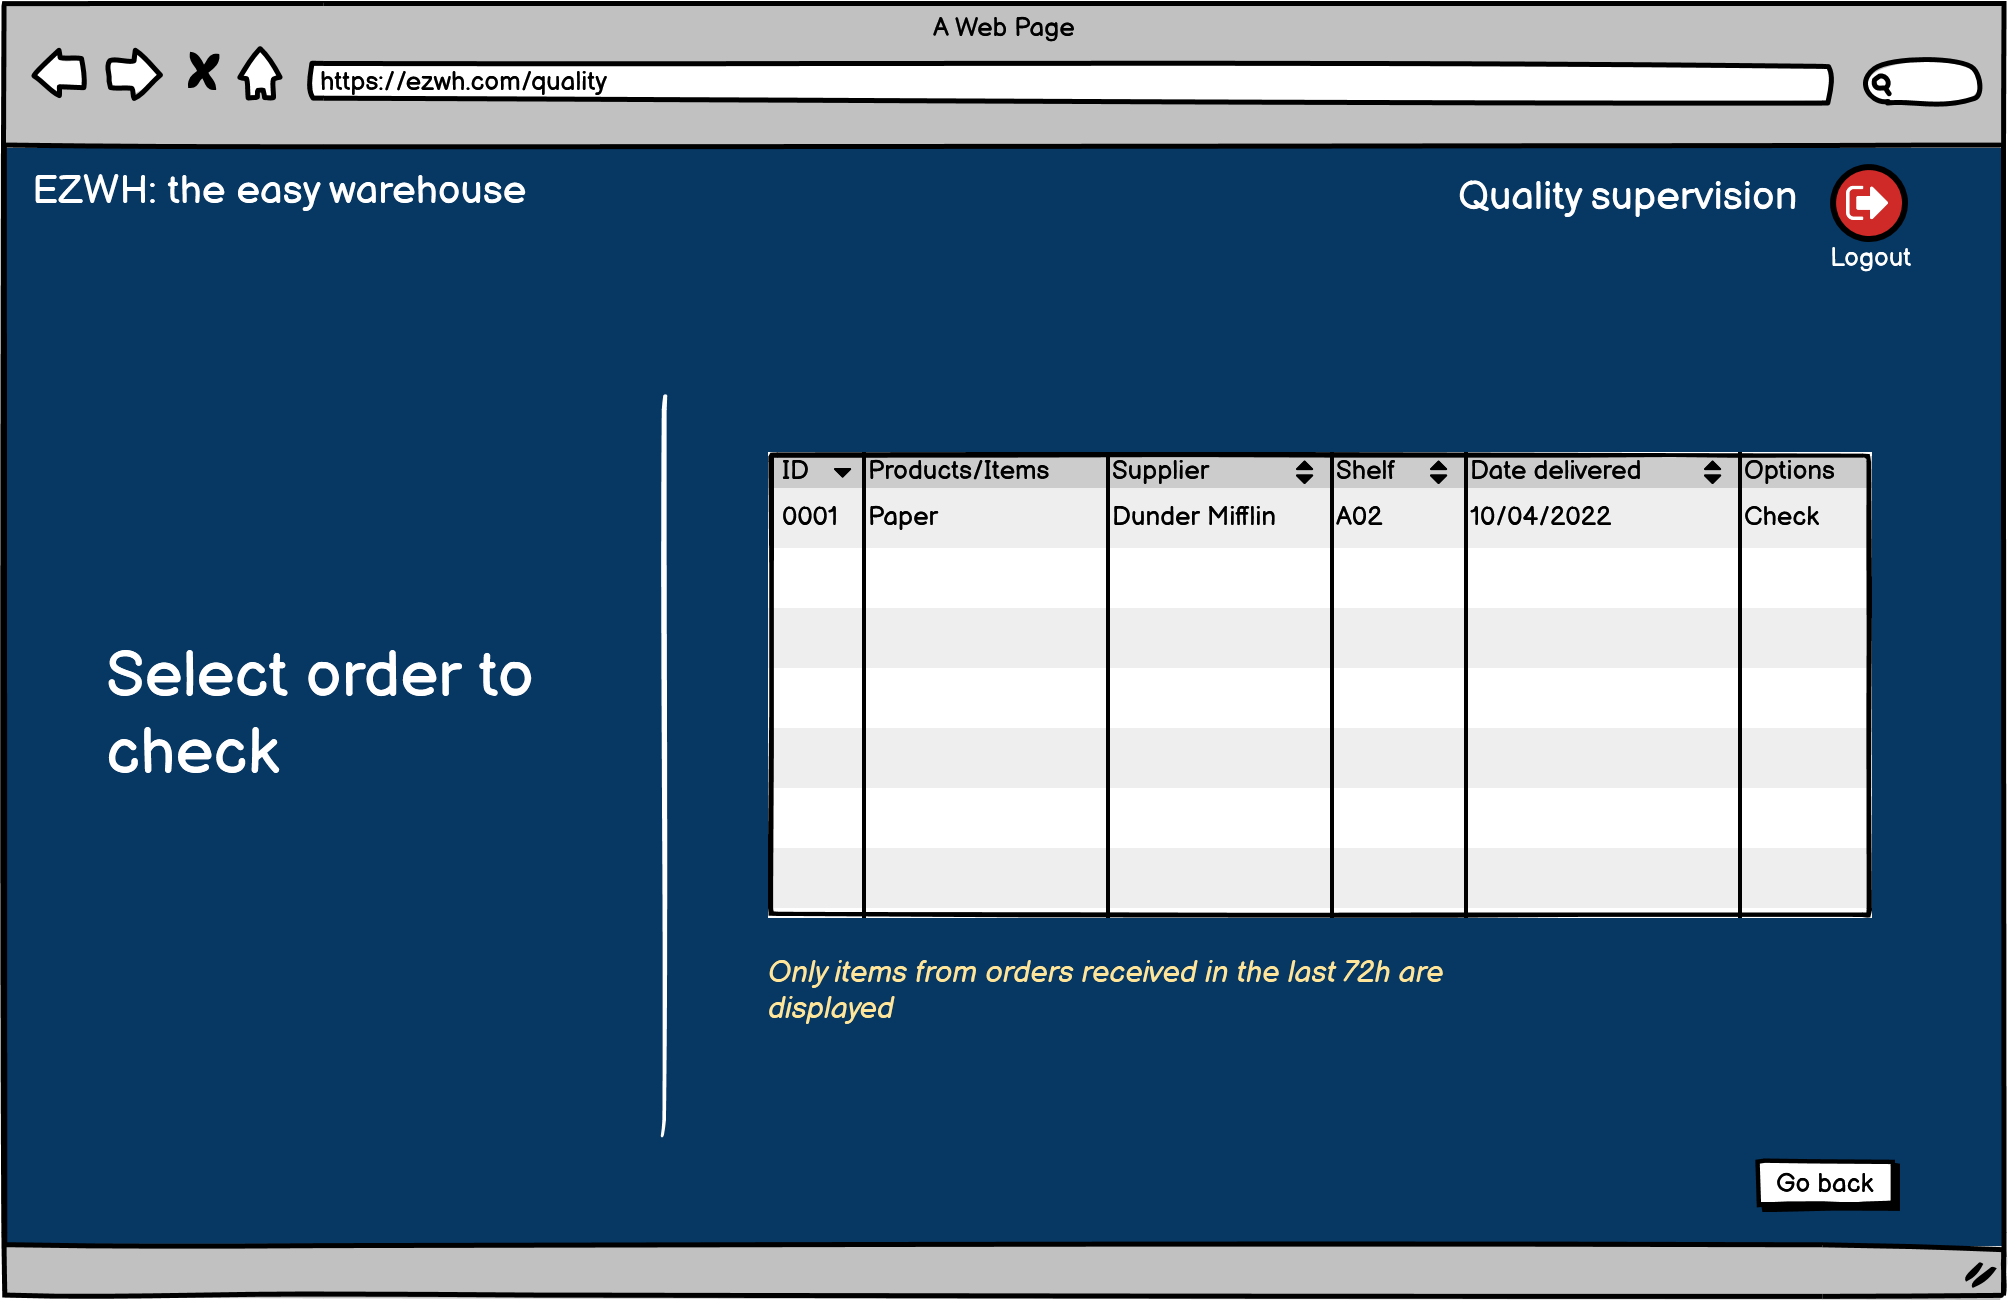 A Web Page
https://ezwh.com/quality
EZWH: the easy warehouse
Quality supervision
Logout
Select order to
check
ID Products/Items Supplier Shelf Date delivered Options
0001 Paper Dunder Mifflin A02 10/04/2022 Check
Only items from orders received in the last 72h are
displayed
Go back